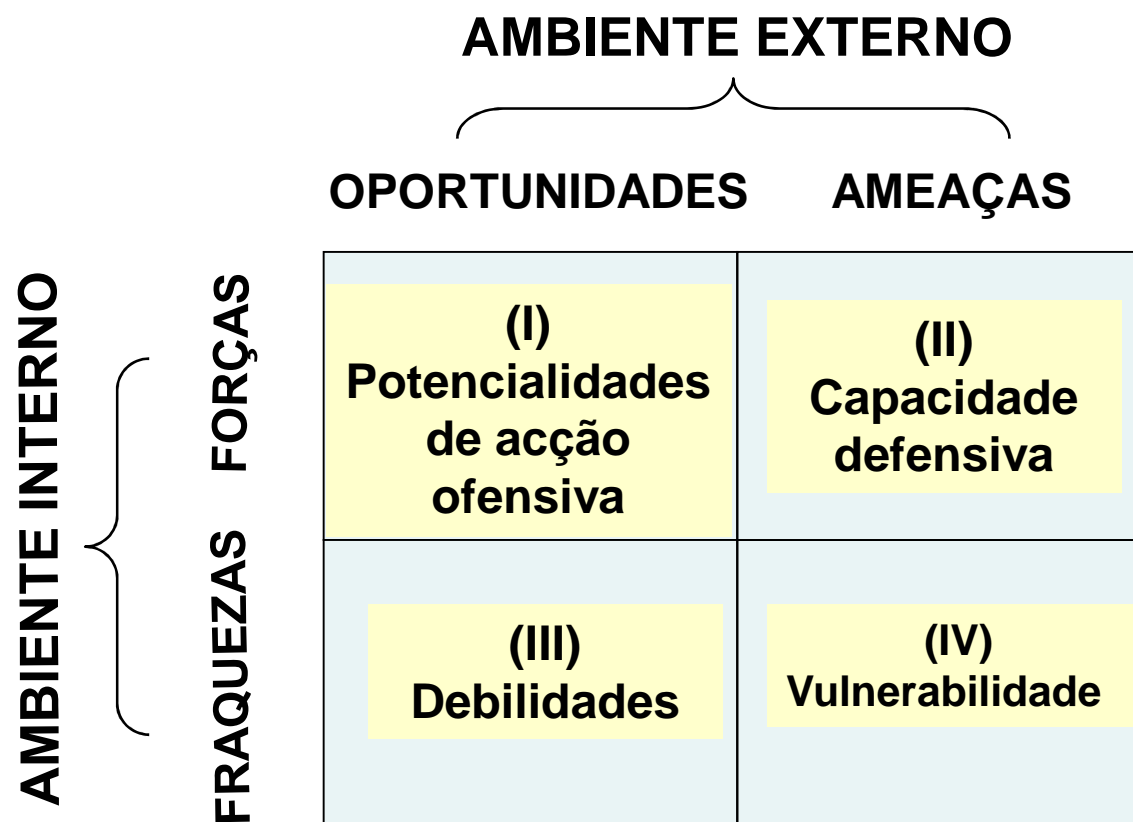 AMBIENTE EXTERNO
OPORTUNIDADES AMEAÇAS
AMBIENTE INTERNO
FORÇAS
(I)
Potencialidades
de acção
ofensiva
(II)
Capacidade
defensiva
FRAQUEZAS
(III)
Debilidades
(IV)
Vulnerabilidade